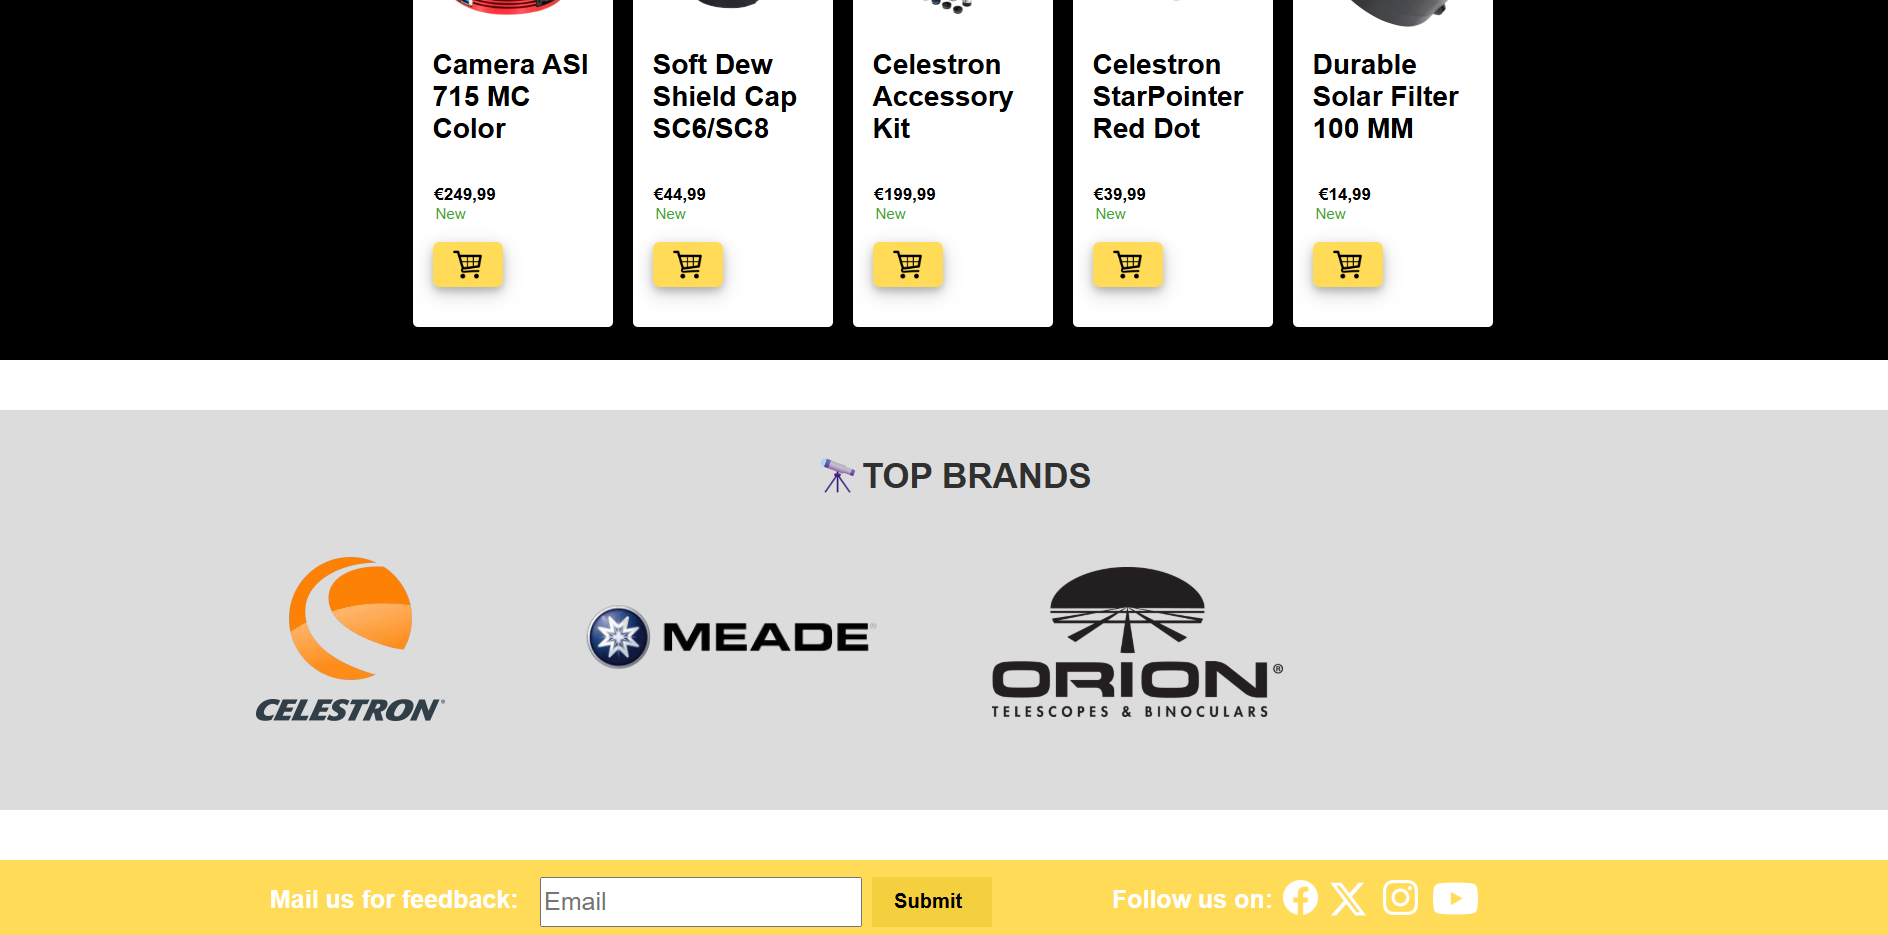 Camera ASI
715 MC
Color
€249,99
New
Soft Dew
Shield Cap
SC6/SC8
€44,99
New
Celestron
Accessory
Kit
€199,99
New
Celestron
StarPointer
Red Dot
€39,99
New
Durable
Solar Filter
100 MM
€14,99
New
TOP BRANDS
CELESTRON®
MEADE®
ORION®
TELESCOPES & BINOCULARS
Mail us for feedback:
Email
Submit
Follow us on: